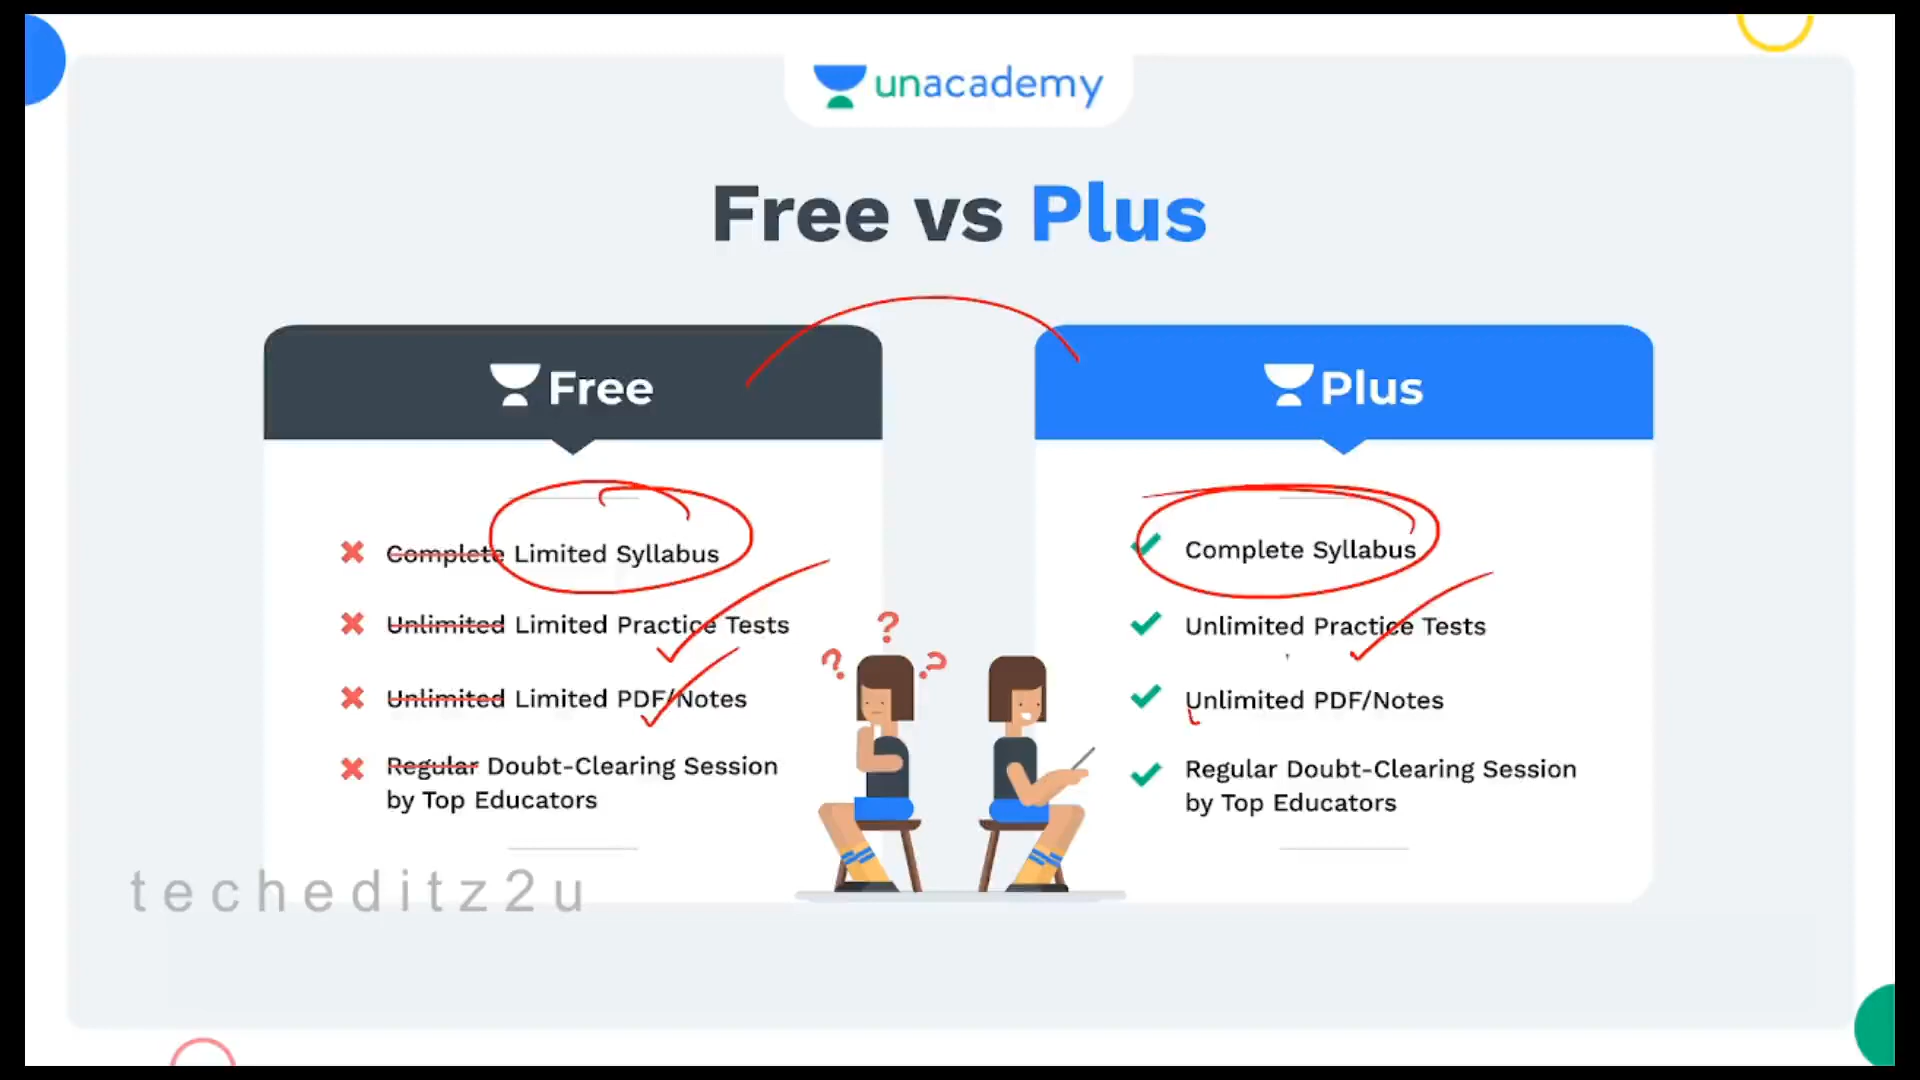 unacademy
Free vs Plus
Free
Complete Limited Syllabus
Unlimited Limited Practice Tests
Unlimited Limited PDF/Notes
Regular Doubt-Clearing Session
by Top Educators
Plus
Complete Syllabus
Unlimited Practice Tests
Unlimited PDF/Notes
Regular Doubt-Clearing Session
by Top Educators
? ? ?
techeditz2u